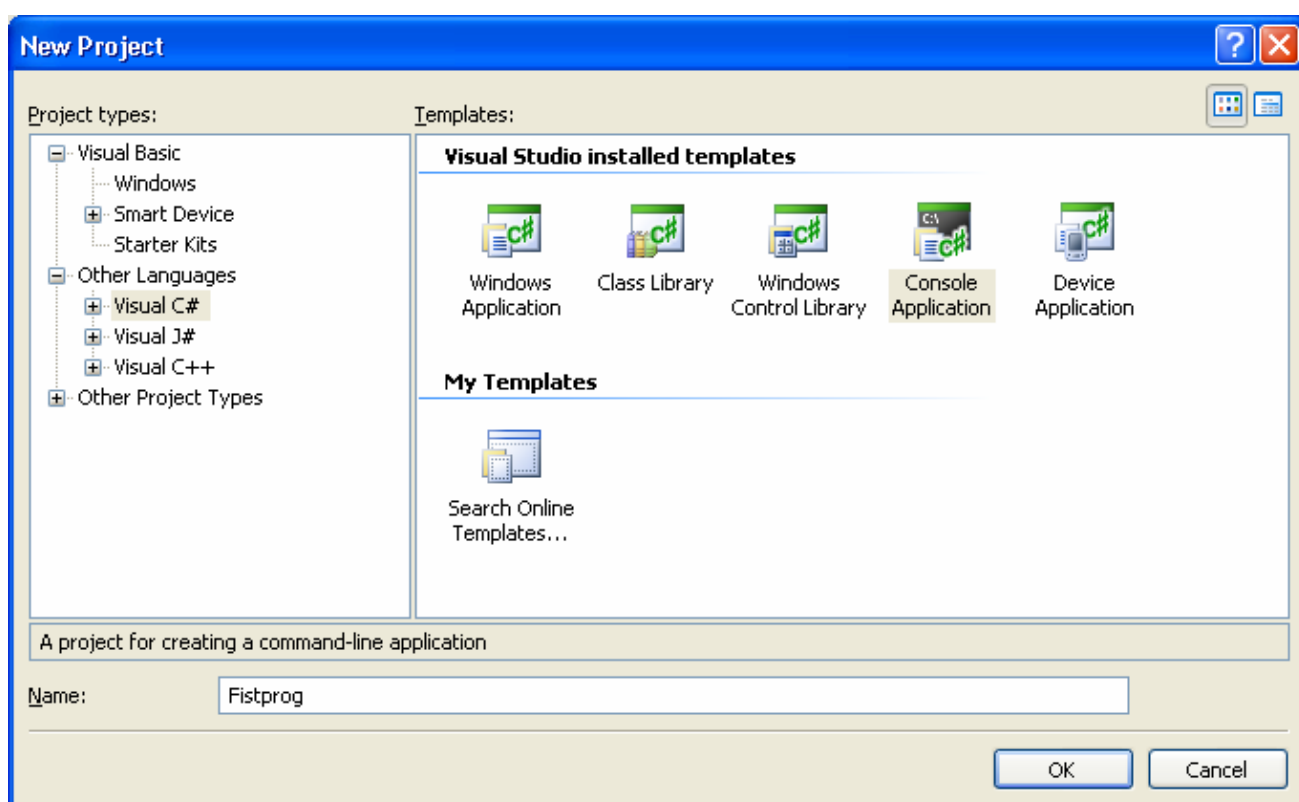 New Project
Project types:
Templates:
Visual Basic
Windows
Smart Device
Starter Kits
Other Languages
Visual C#
Visual J#
Visual C++
Other Project Types
Visual Studio installed templates
Windows
Application
Class Library
Windows
Control Library
Console
Application
Device
Application
My Templates
Search Online
Templates...
A project for creating a command-line application
Name:
Fistprog
OK
Cancel